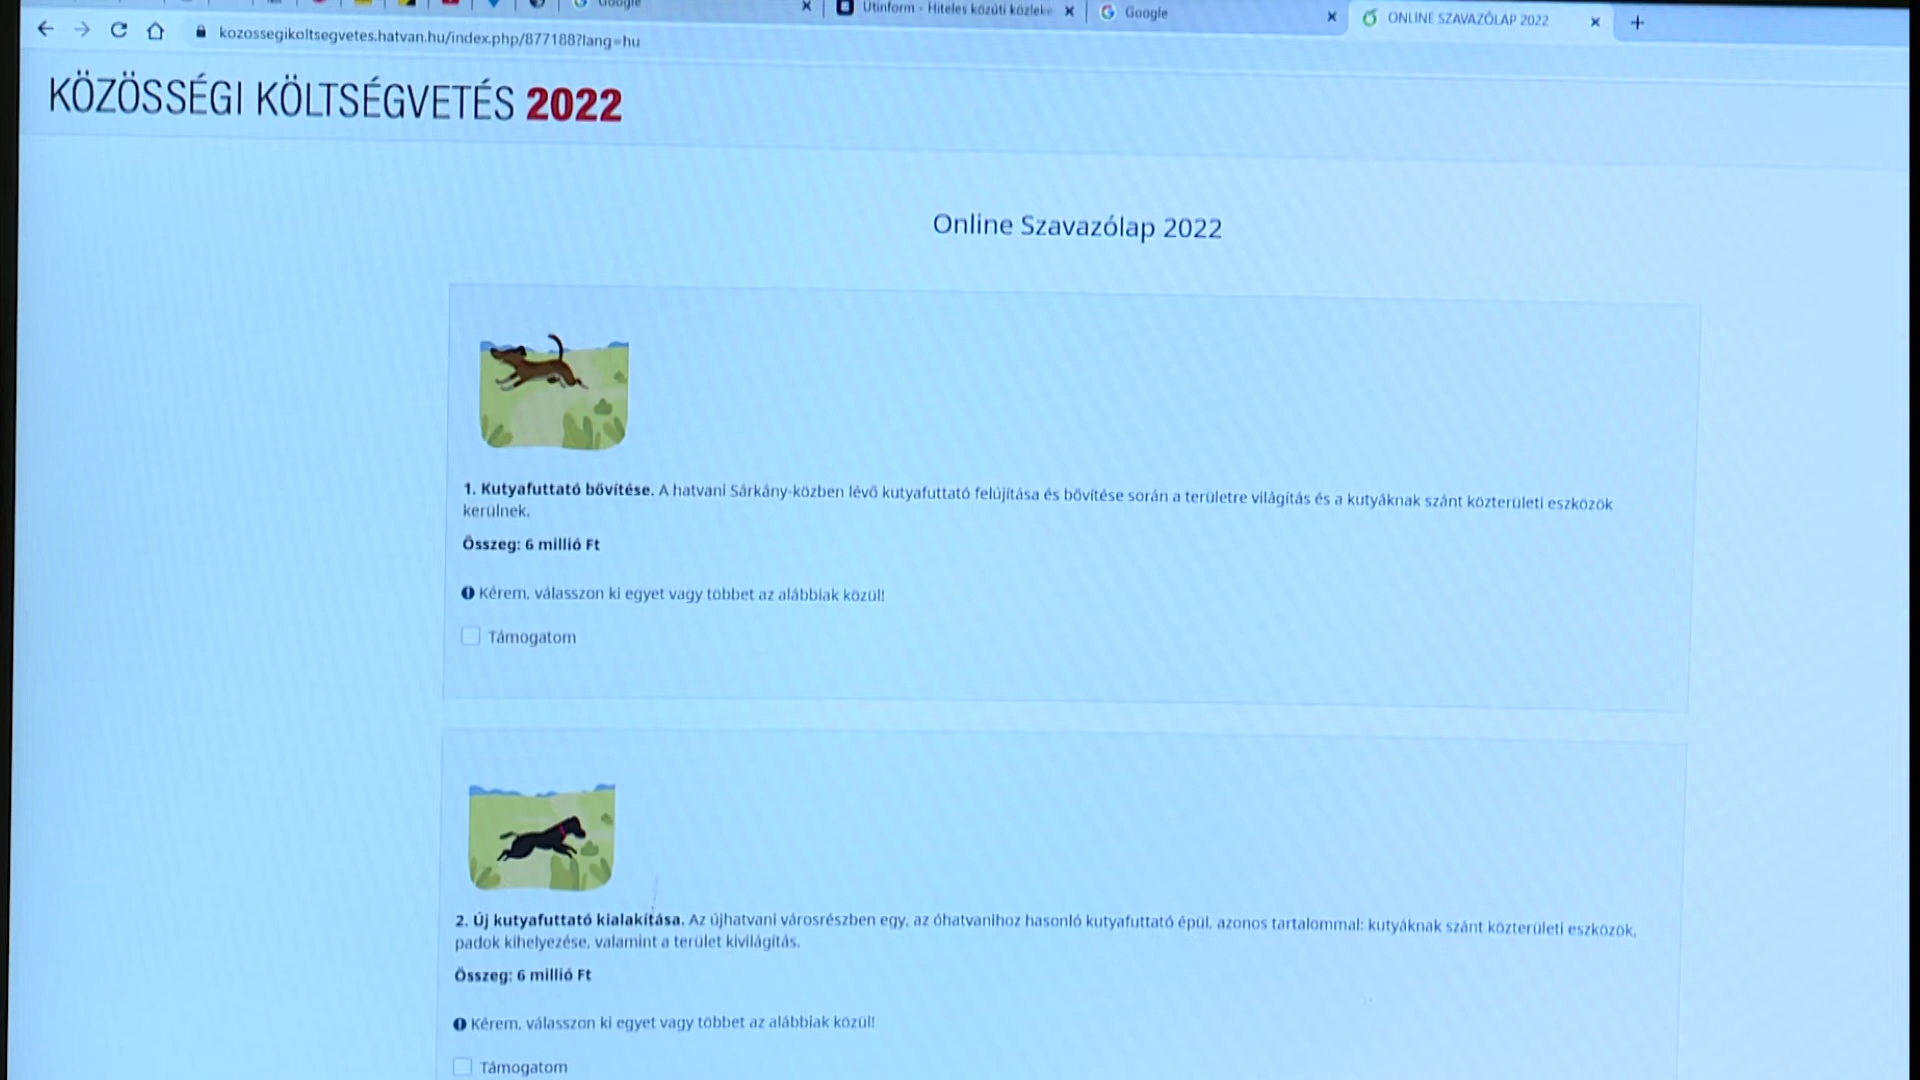 Google
Útinform - Hiteles közúti közleke
Google
ONLINE SZAVAZÓLAP 2022
kozossegikoltsegvetes.hatvan.hu/index.php/877188?lang=hu
KÖZÖSSÉGI KÖLTSÉGVETÉS 2022
Online Szavazólap 2022
1. Kutyafuttató bővítése. A hatvani Sárkány-közben lévő kutyafuttató felújítása és bővítése során a területre világítás és a kutyáknak szánt közterületi eszközök
kerülnek.
Összeg: 6 millió Ft
Kérem, válasszon ki egyet vagy többet az alábbiak közül!
Támogatom
2. Új kutyafuttató kialakítása. Az újhatvani városrészben egy, az óhatvanihoz hasonló kutyafuttató épül, azonos tartalommal: kutyáknak szánt közterületi eszközök,
padok kihelyezése, valamint a terület kivilágítás.
Összeg: 6 millió Ft
Kérem, válasszon ki egyet vagy többet az alábbiak közül!
Támogatom